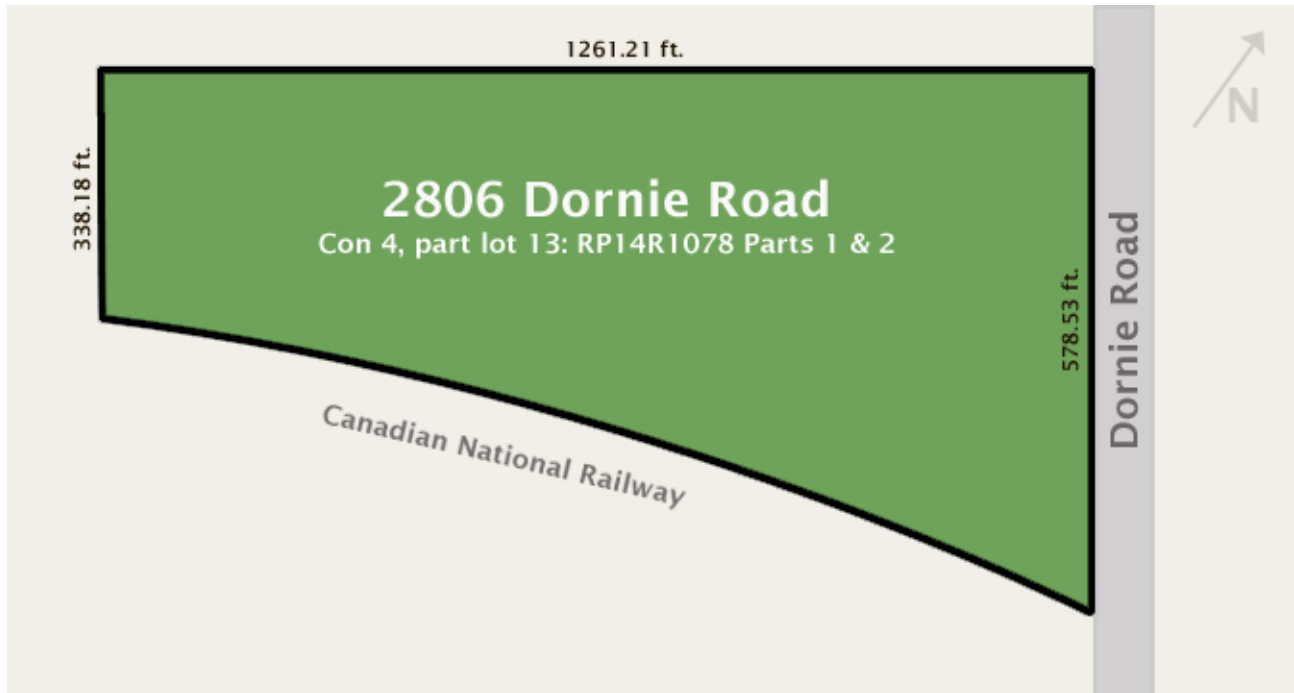 1261.21 ft.
N
338.18 ft.
2806 Dornie Road
Con 4, part lot 13: RP14R1078 Parts 1 & 2
578.53 ft.
Dornie Road
Canadian National Railway